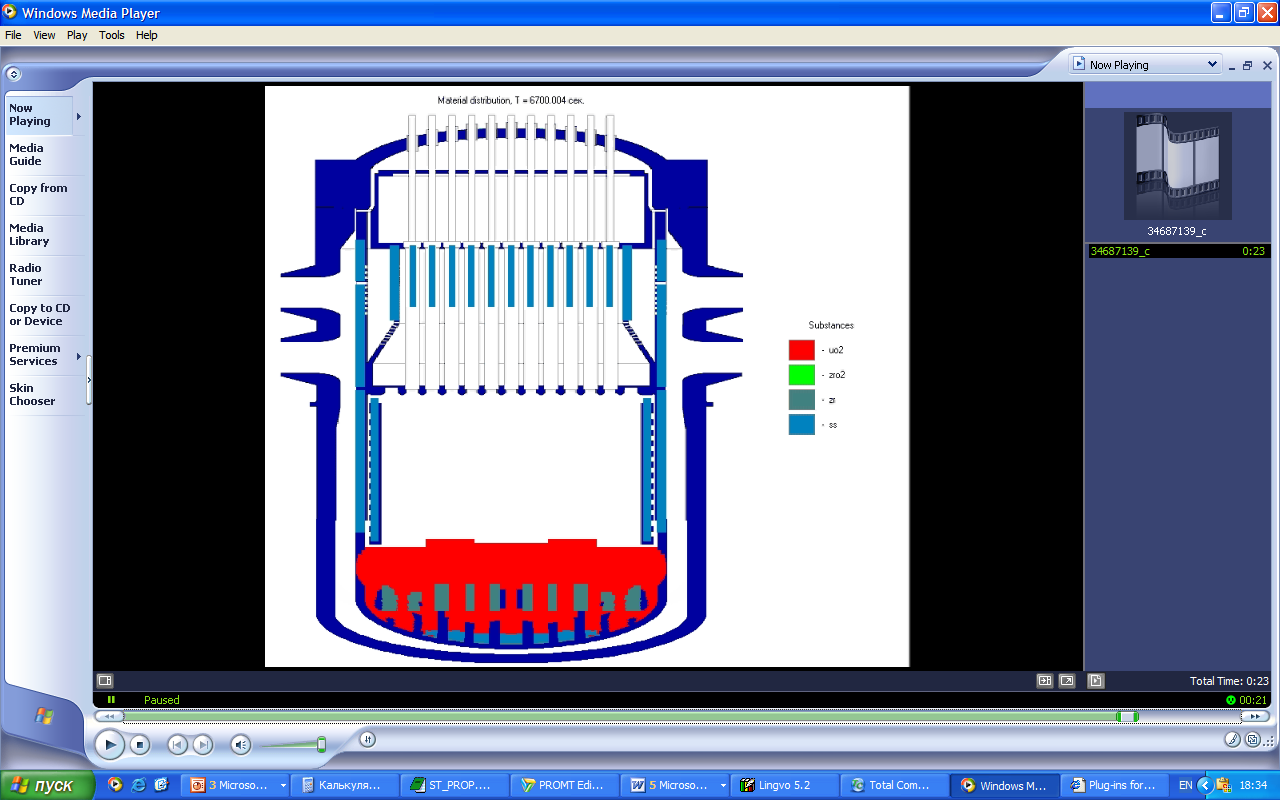 Windows Media Player
File View Play Tools Help
Now Playing
Now
Playing
Media
Guide
Copy from
CD
Media
Library
Radio
Tuner
Copy to CD
or Device
Premium
Services
Skin
Chooser
Material distribution, T = 6700.004 сек.
Substances
- uo2
- zro2
- zr
- ss
34687139_c
34687139_c 0:23
Total Time: 0:23
Paused 00:21
пуск
3 Microso...
Калькуля...
ST_PROP....
PROMT Edi...
5 Microso...
Lingvo 5.2
Total Com...
Windows M...
Plug-ins for...
EN
18:34